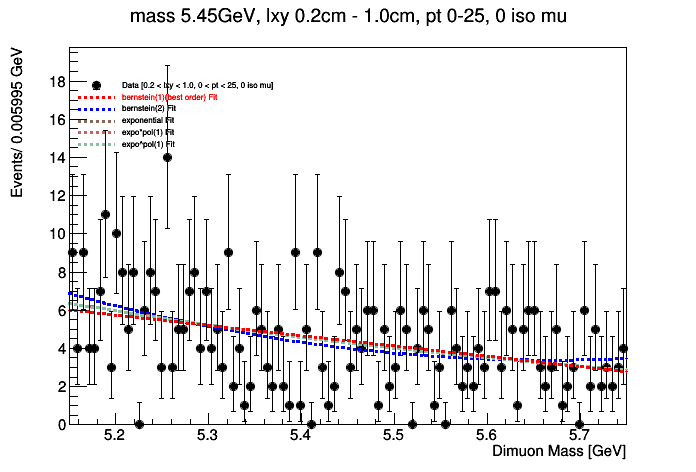 mass 5.45GeV, lxy 0.2cm - 1.0cm, pt 0-25, 0 iso mu
Events/ 0.005995 GeV
18
16
14
12
10
8
6
4
2
0
Data [0.2 < lxy < 1.0, 0 < pt < 25, 0 iso mu]
bernstein(1)(best order) Fit
bernstein(2) Fit
exponential Fit
expo*pol(1) Fit
expo*pol(1) Fit
5.2 5.3 5.4 5.5 5.6 5.7
Dimuon Mass [GeV]